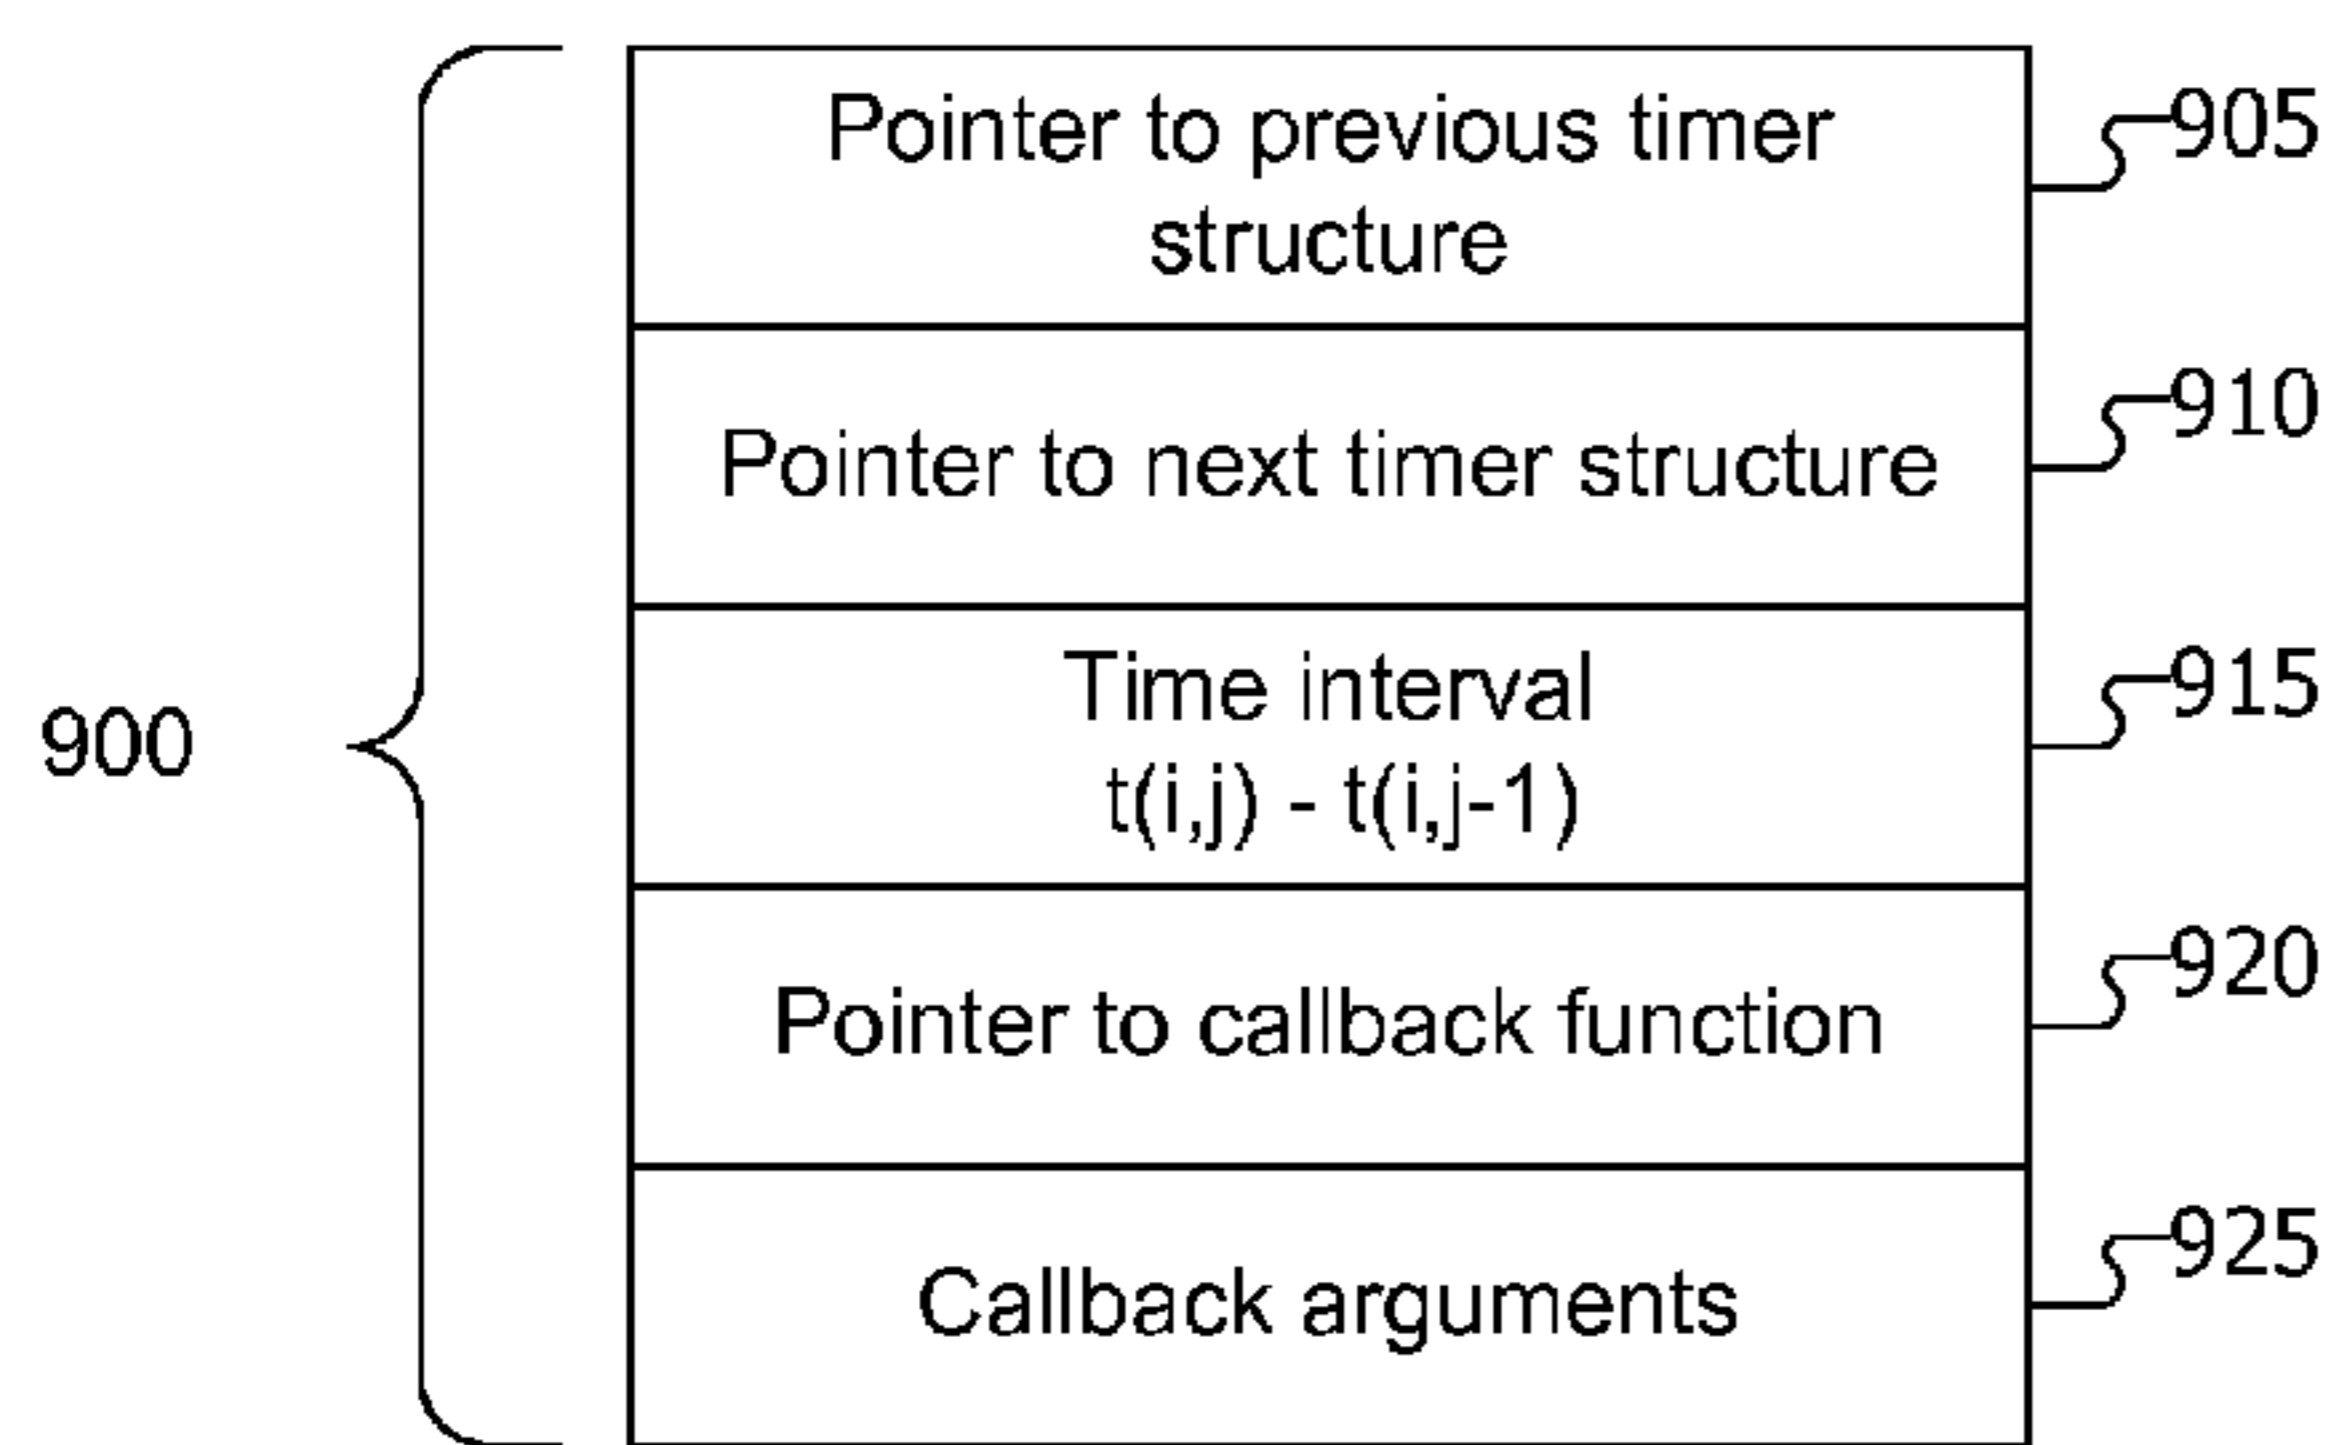 Pointer to previous timer
structure
905
Pointer to next timer structure
910
Time interval
t(i,j) - t(i,j-1)
915
900
Pointer to callback function
920
Callback arguments
925